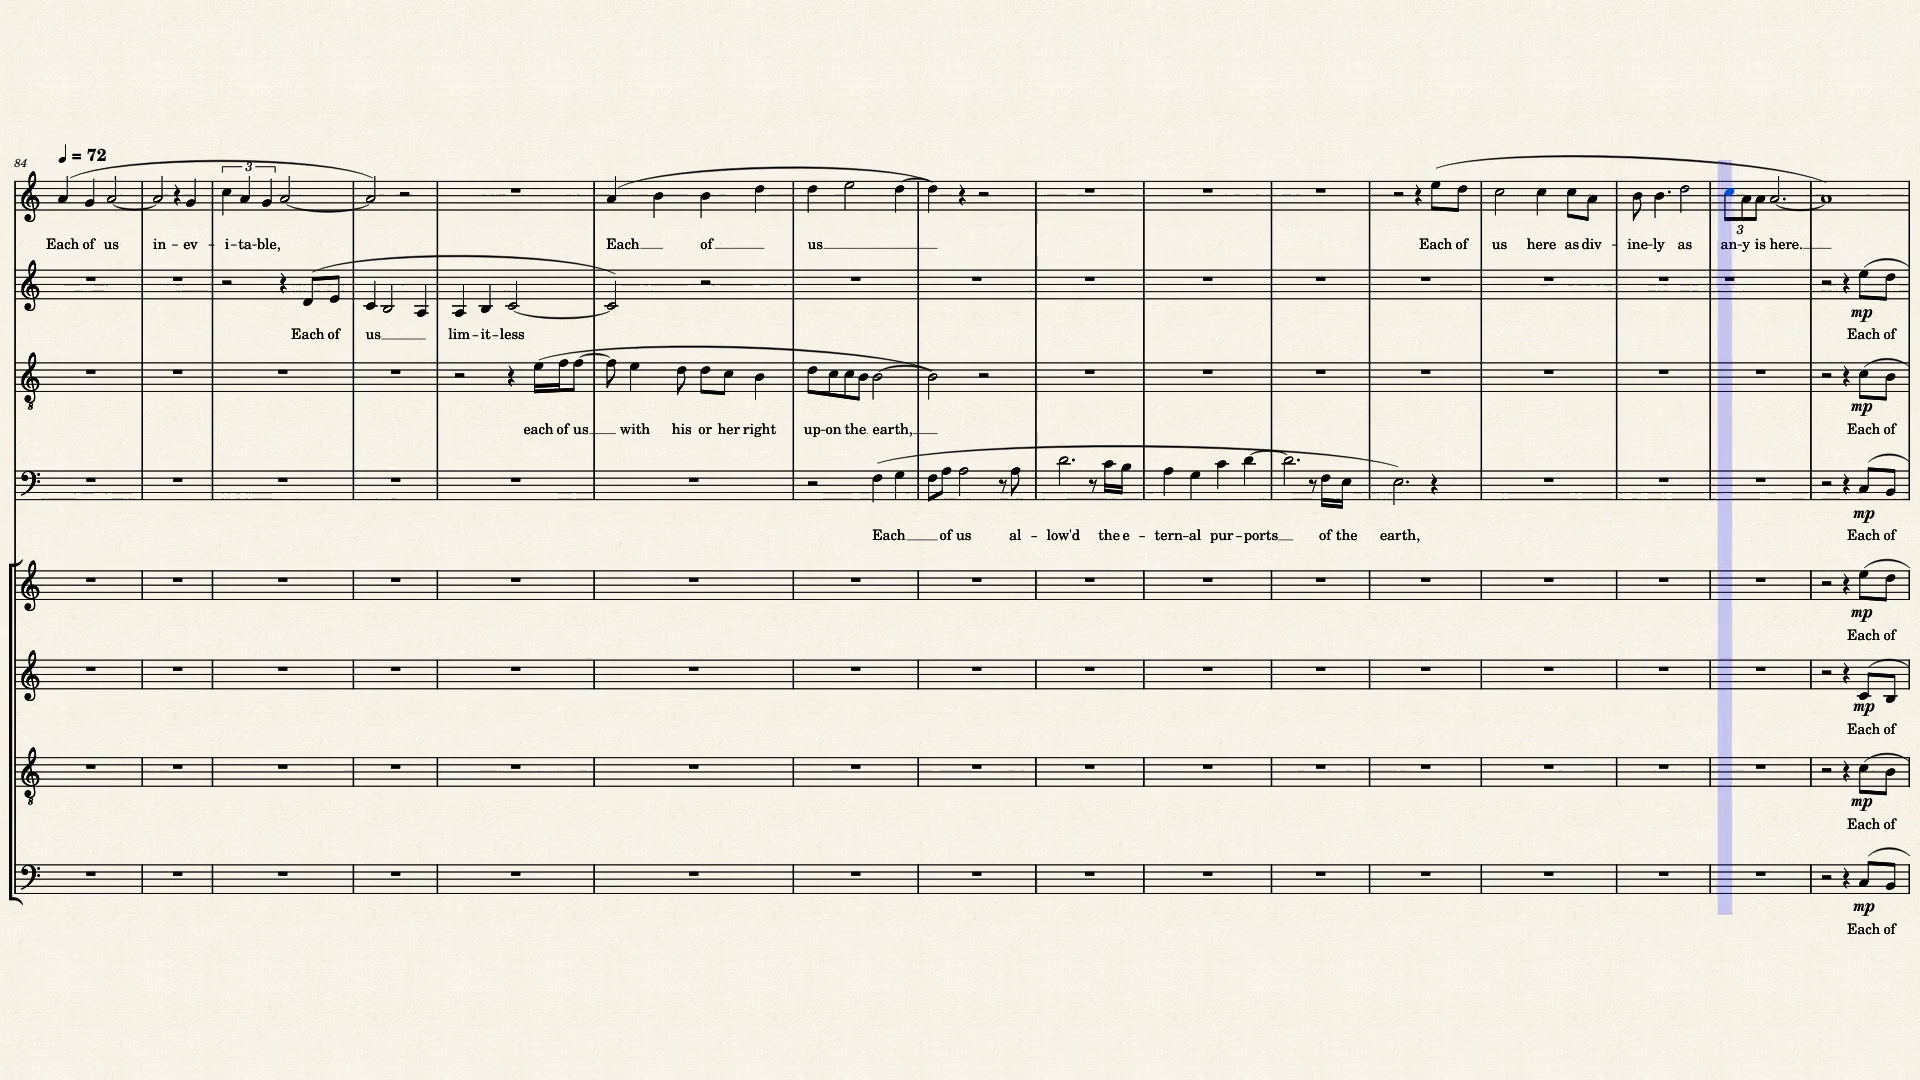 84
♩ = 72
3
Each of us in - ev - i - ta - ble, Each of us Each of us here as div - ine - ly as an - y is here.
3
Each of us lim - it - less Each of
mp
each of us with his or her right up - on the earth, Each of
mp
Each of us al - low'd the e - tern - al pur - ports of the earth, Each of
mp
mp
Each of
mp
Each of
mp
Each of
mp
Each of